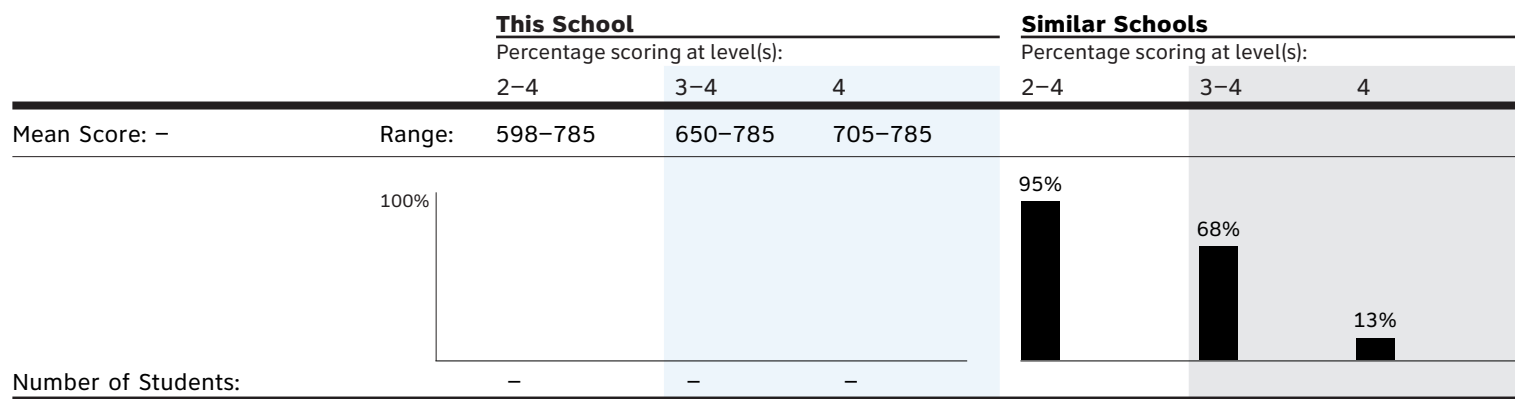 This School Similar Schools
Percentage scoring at level(s): Percentage scoring at level(s):
2–4 3–4 4 2–4 3–4 4
Mean Score: – Range: 598–785 650–785 705–785
95%
100%
68%
13%
Number of Students: – – –